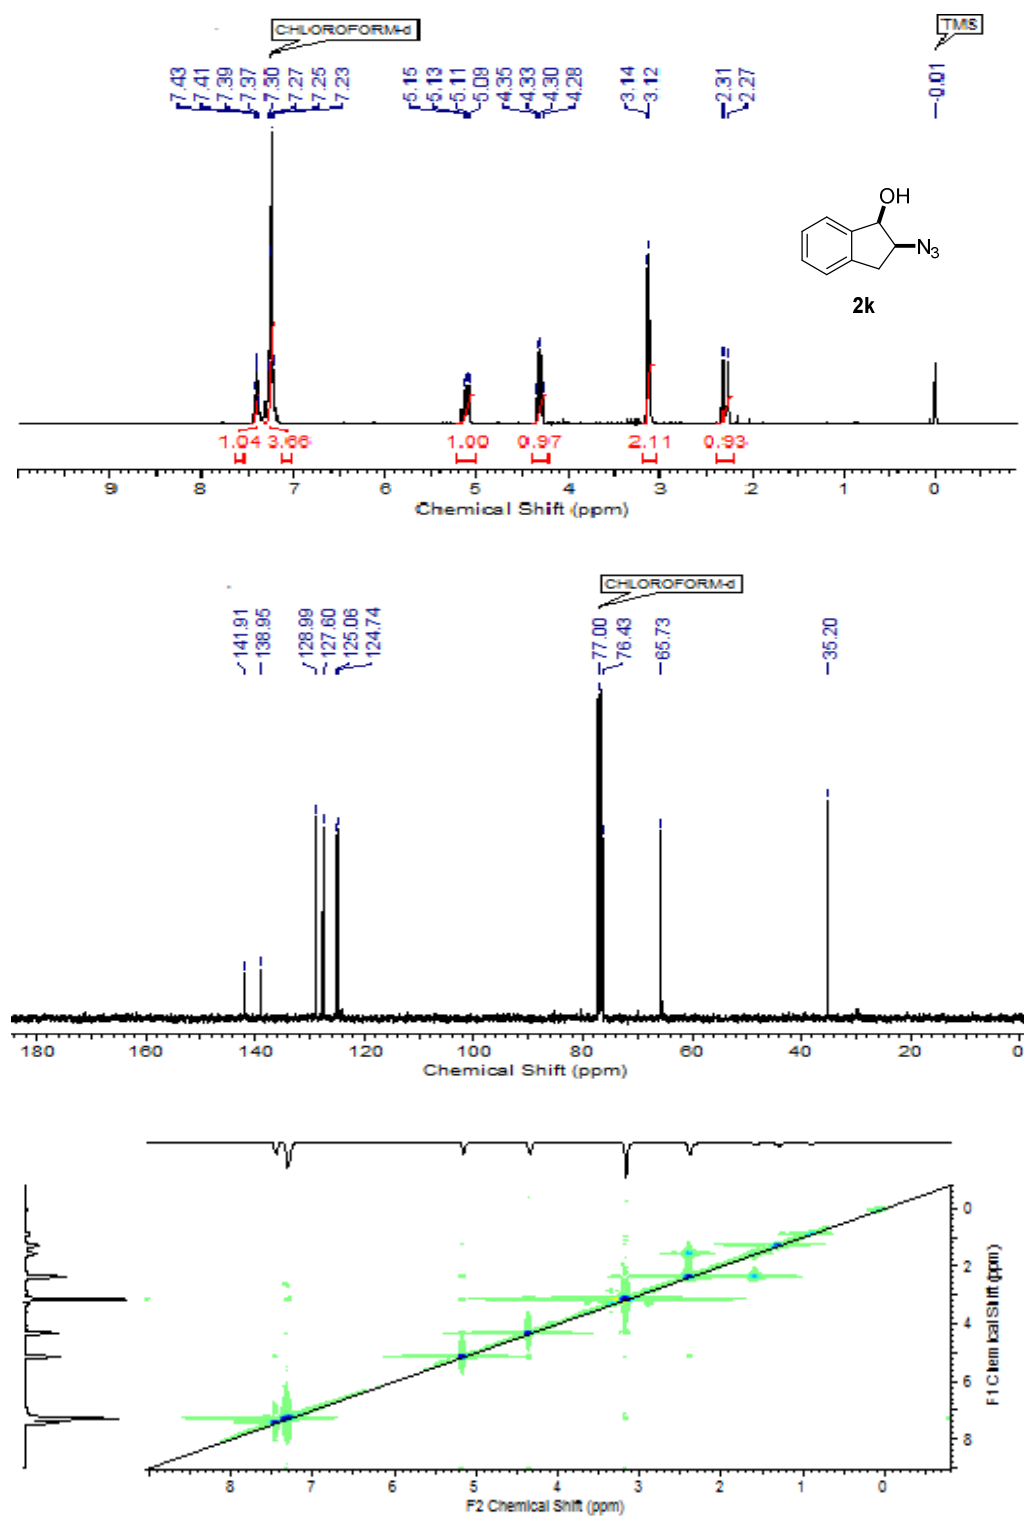 CHLOROFORM-d
TMS
7.43
7.41
7.39
7.37
7.30
7.27
7.25
7.23
5.15
5.13
5.11
5.09
4.35
4.33
4.30
4.28
3.14
3.12
2.31
2.27
-0.01
OH
N3
2k
1.04 3.66 1.00 0.97 2.11 0.93
9 8 7 6 5 4 3 2 1 0
Chemical Shift (ppm)
CHLOROFORM-d
141.91
138.95
128.99
127.60
125.06
124.74
77.00
76.43
65.73
35.20
180 160 140 120 100 80 60 40 20 0
Chemical Shift (ppm)
0
2
4
6
8
F1 Chemical Shift (ppm)
8 7 6 5 4 3 2 1 0
F2 Chemical Shift (ppm)